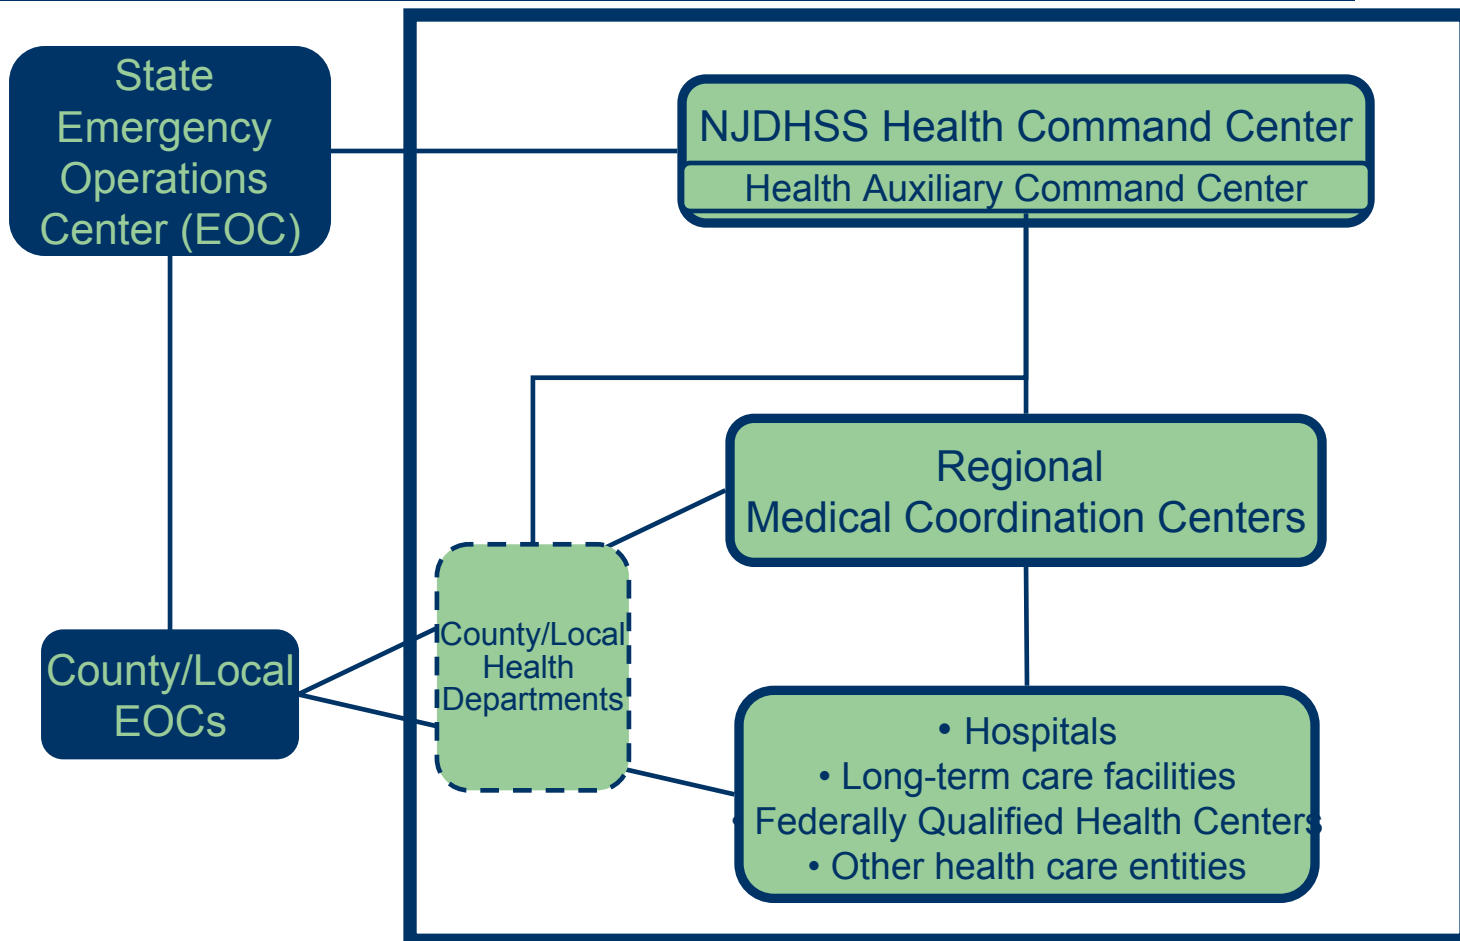 State
Emergency
Operations
Center (EOC)
NJDHSS Health Command Center
Health Auxiliary Command Center
Regional
Medical Coordination Centers
County/Local
Health
Departments
County/Local
EOCs
• Hospitals
• Long-term care facilities
• Federally Qualified Health Centers
• Other health care entities